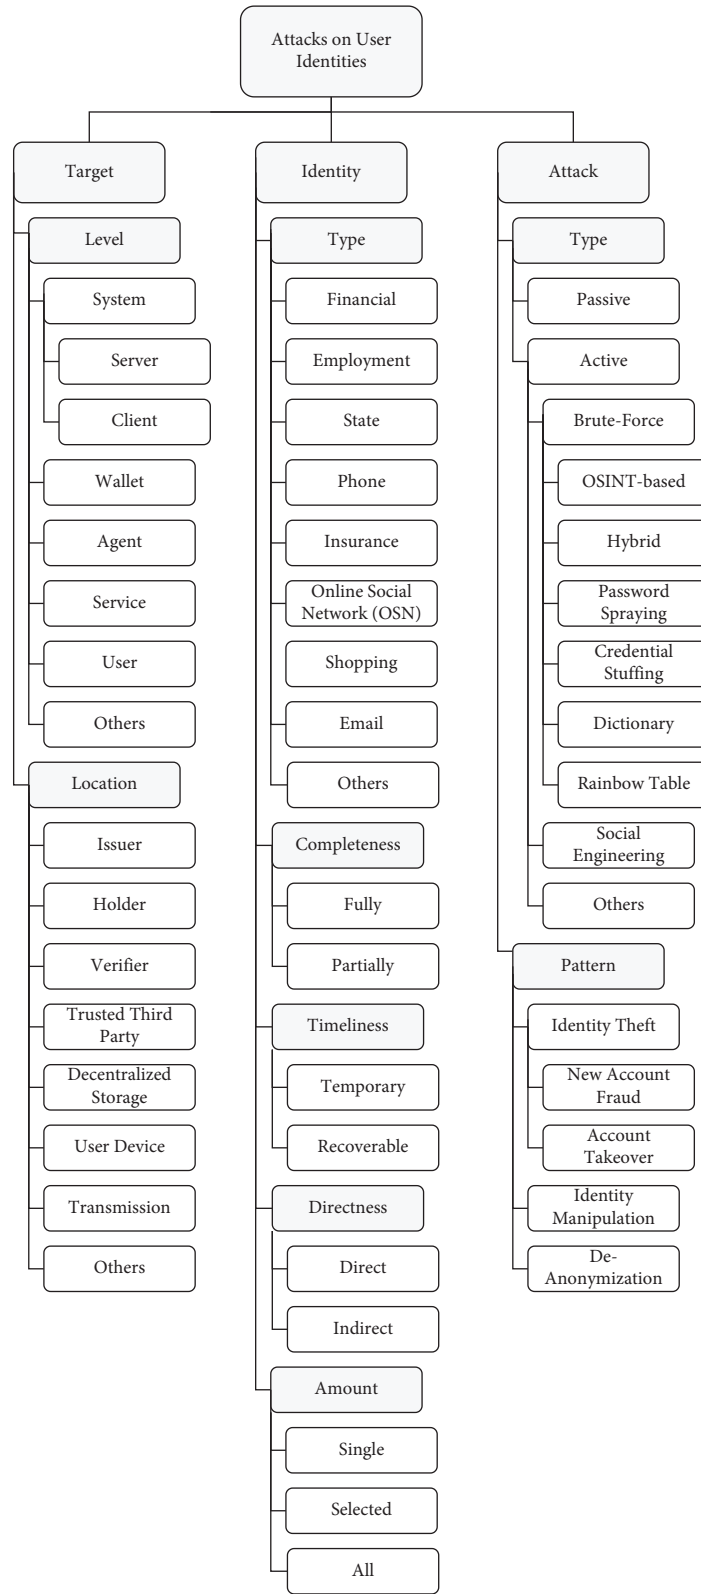 Attacks on User
Identities
Target
Level
System
Server
Client
Wallet
Agent
Service
User
Others
Location
Issuer
Holder
Verifier
Trusted Third
Party
Decentralized
Storage
User Device
Transmission
Others
Identity
Type
Financial
Employment
State
Phone
Insurance
Online Social
Network (OSN)
Shopping
Email
Others
Completeness
Fully
Partially
Timeliness
Temporary
Recoverable
Directness
Direct
Indirect
Amount
Single
Selected
All
Attack
Type
Passive
Active
Brute-Force
OSINT-based
Hybrid
Password
Spraying
Credential
Stuffing
Dictionary
Rainbow Table
Social
Engineering
Others
Pattern
Identity Theft
New Account
Fraud
Account
Takeover
Identity
Manipulation
De-
Anonymization